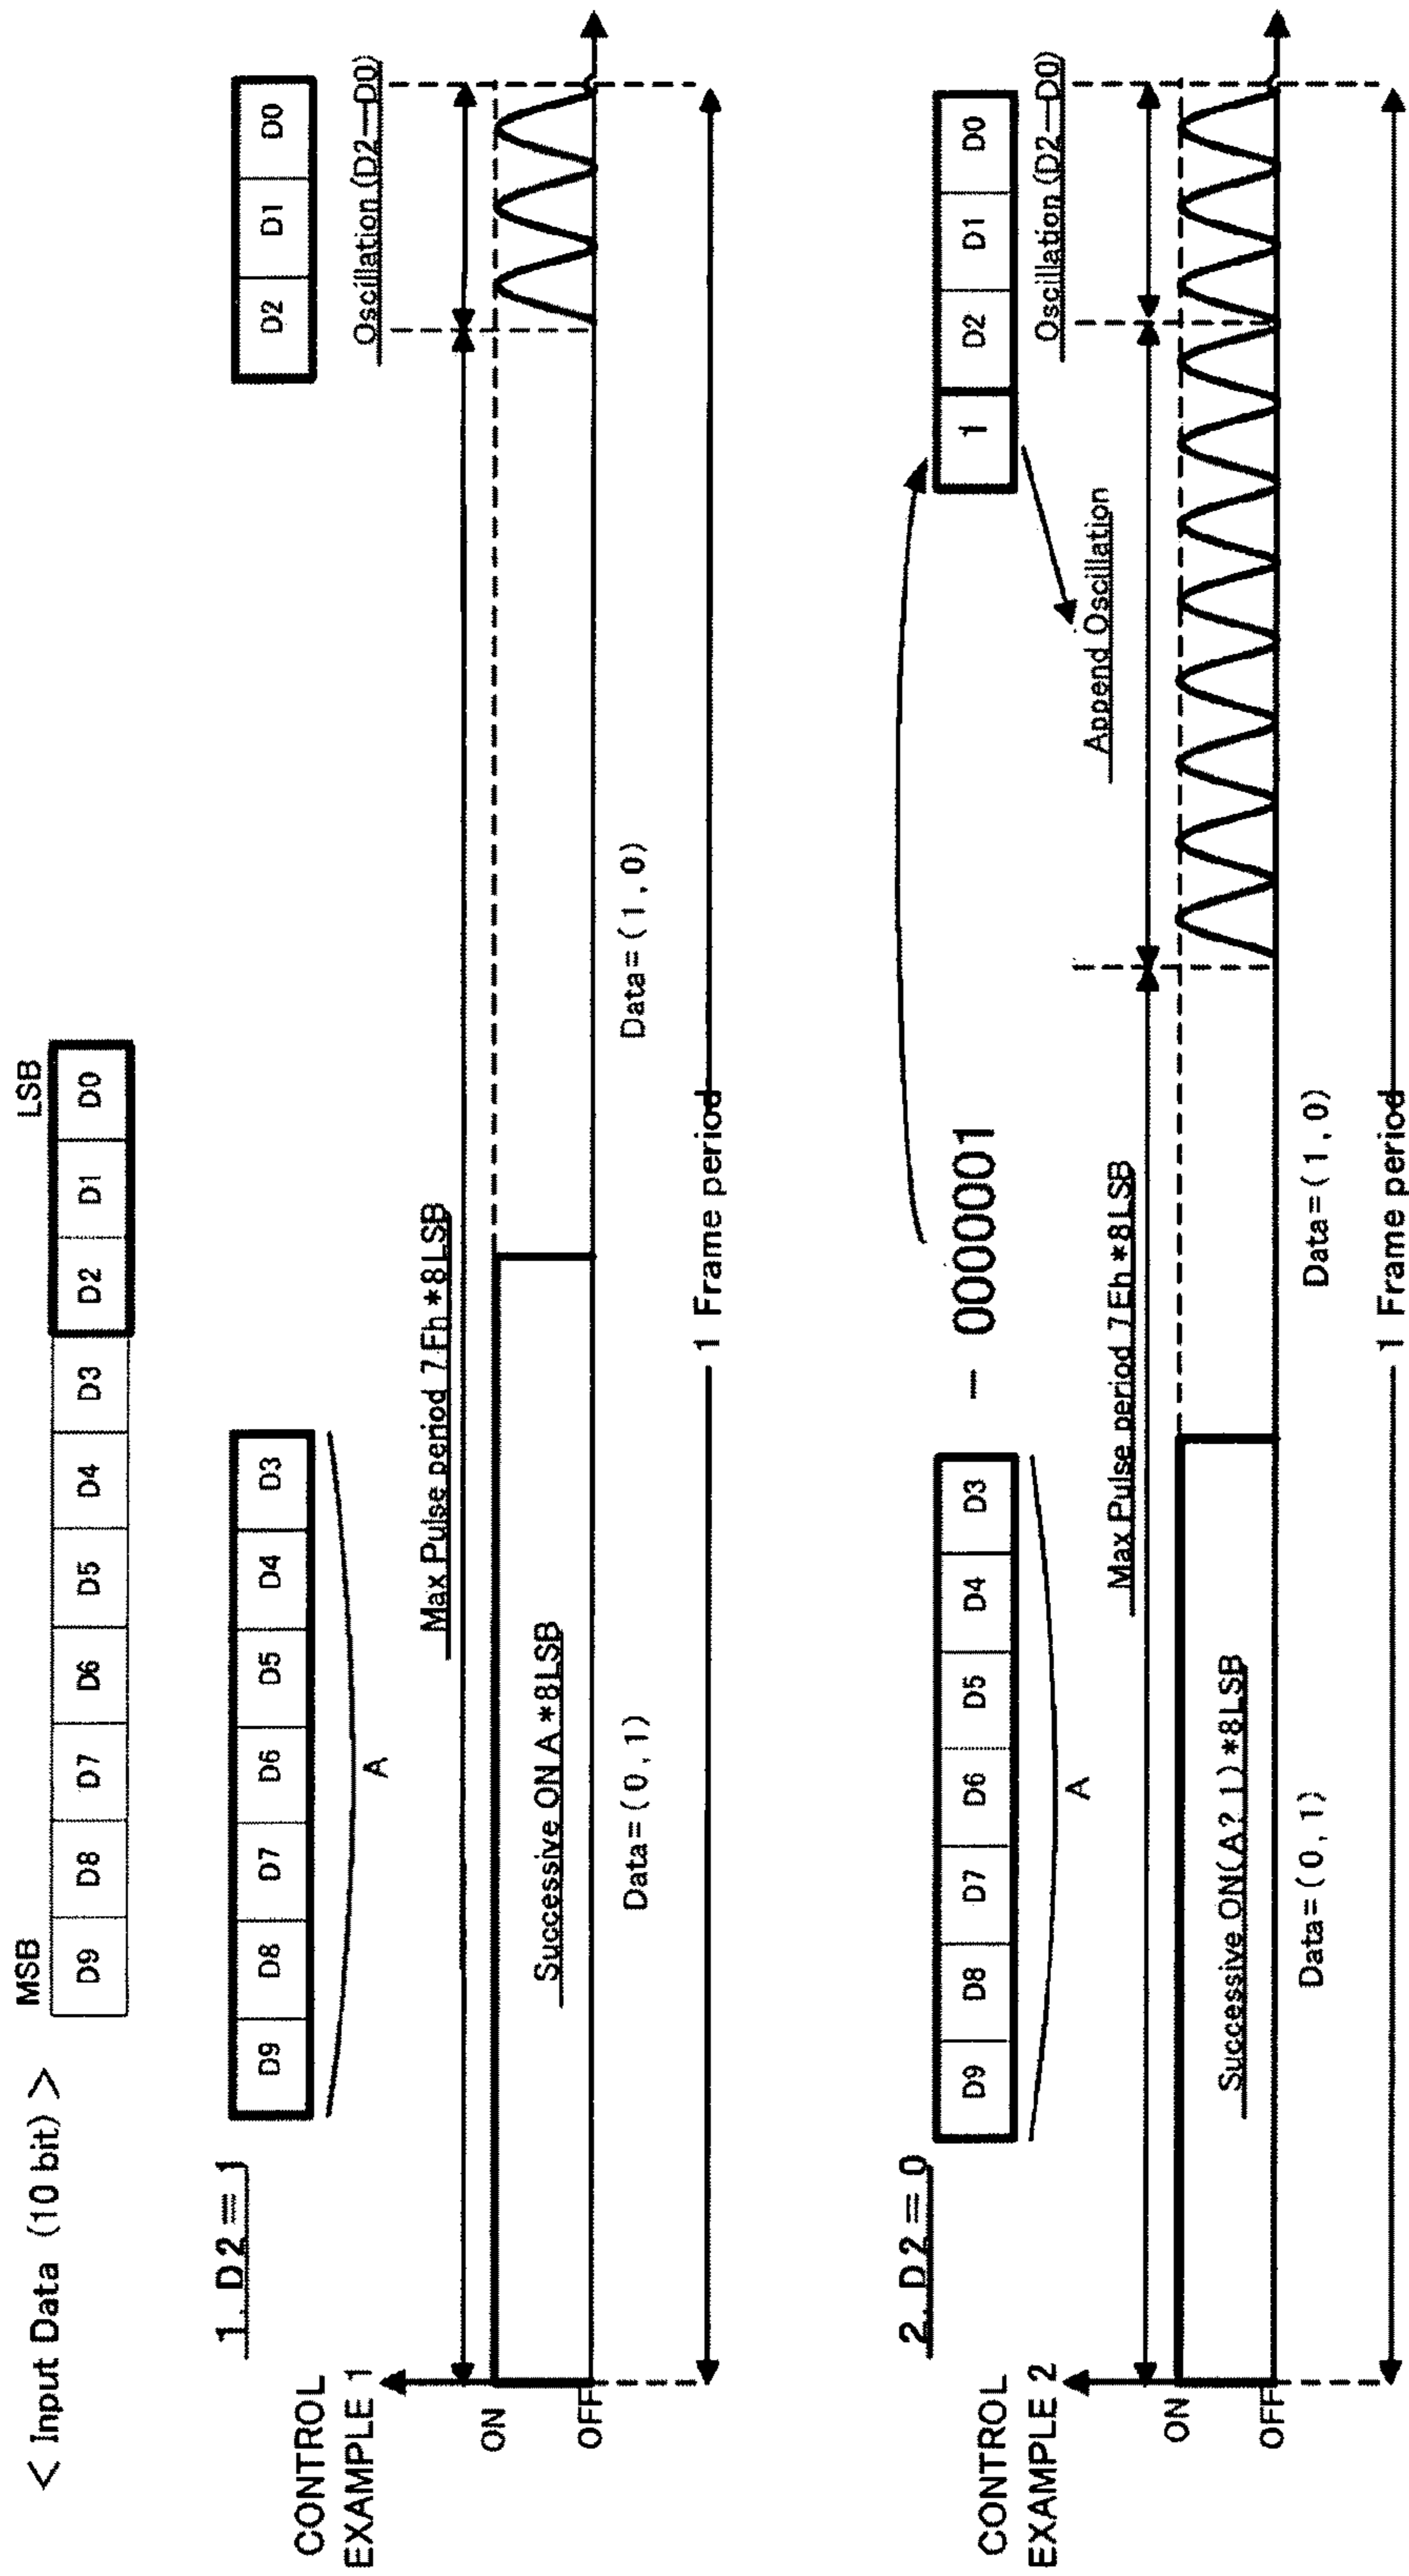 < Input Data (10 bit) >
MSB
LSB
D9 D8 D7 D6 D5 D4 D3 D2 D1 D0
1. D2=1
D9 D8 D7 D6 D5 D4 D3
D2 D1 D0
A
CONTROL
EXAMPLE 1
Oscillation (D2—D0)
Max Pulse period 7Fh*8LSB
ON
Successive ON A*8LSB
OFF
Data=(0,1)
Data=(1,0)
1 Frame period
2. D2=0
D9 D8 D7 D6 D5 D4 D3
- 0000001
1 D2 D1 D0
A
CONTROL
EXAMPLE 2
Oscillation (D2—D0)
Append Oscillation
Max Pulse period 7Eh*8LSB
ON
Successive ON(A?1)*8LSB
OFF
Data=(0,1)
Data=(1,0)
1 Frame period